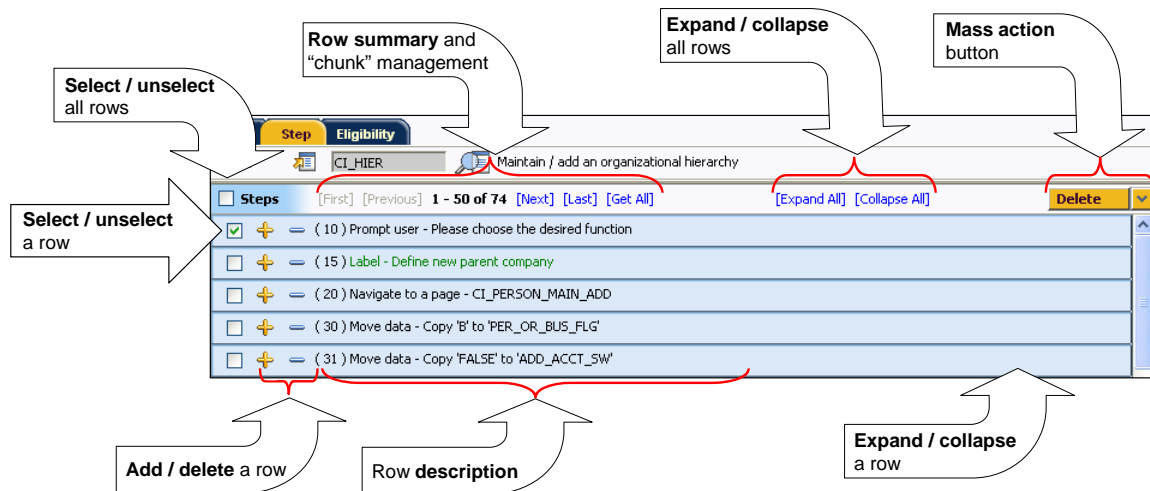 Expand / collapse
all rows
Mass action
button
Row summary and
“chunk” management
Select / unselect
all rows
Step
Eligibility
CI_HIER
Maintain / add an organizational hierarchy
Steps
[First] [Previous] 1 - 50 of 74 [Next] [Last] [Get All]
[Expand All] [Collapse All]
Delete
Select / unselect
a row
( 10 ) Prompt user - Please choose the desired function
( 15 ) Label - Define new parent company
( 20 ) Navigate to a page - CI_PERSON_MAIN_ADD
( 30 ) Move data - Copy 'B' to 'PER_OR_BUS_FLG'
( 31 ) Move data - Copy 'FALSE' to 'ADD_ACCT_SW'
Add / delete a row
Row description
Expand / collapse
a row